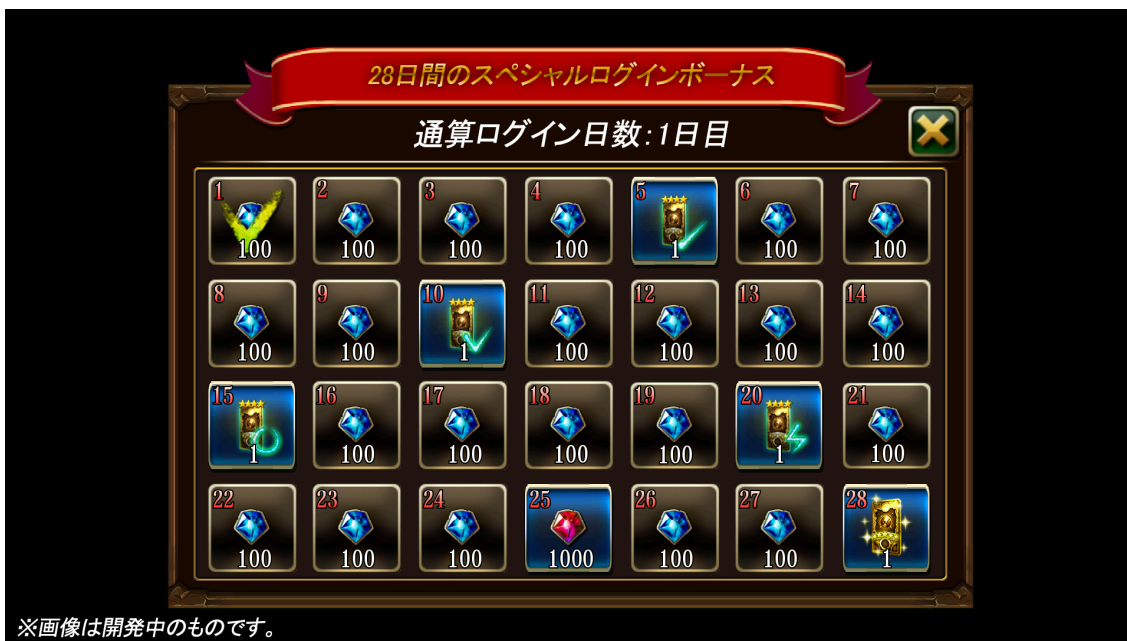 28日間のスペシャルログインボーナス
通算ログイン日数:1日目
1 2 3 4 5 6 7
100 100 100 100 1 100 100
8 9 10 11 12 13 14
100 100 1 100 100 100 100
15 16 17 18 19 20 21
1 100 100 100 100 1 100
22 23 24 25 26 27 28
100 100 100 1000 100 100 1
※画像は開発中のものです。